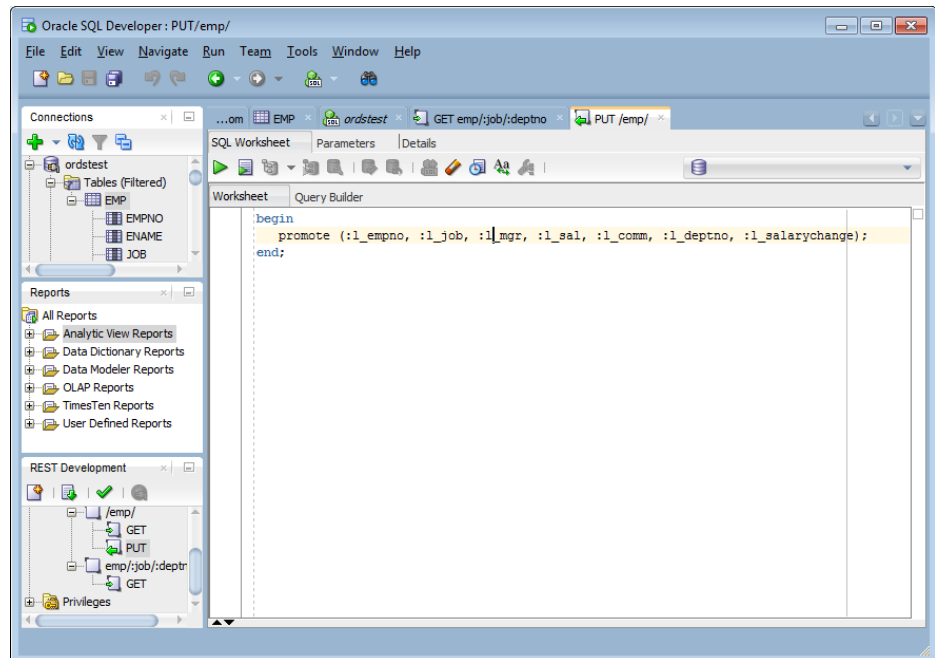 Oracle SQL Developer : PUT/emp/
File Edit View Navigate Run Team Tools Window Help
Connections
ordstest
Tables (Filtered)
EMP
EMPNO
ENAME
JOB
Reports
All Reports
Analytic View Reports
Data Dictionary Reports
Data Modeler Reports
OLAP Reports
TimesTen Reports
User Defined Reports
REST Development
/emp/
GET
PUT
emp/:job/:deptr
GET
Privileges
...om EMP ordstest GET emp/:job/:deptno PUT /emp/
SQL Worksheet Parameters Details
Worksheet Query Builder
begin
promote (:l_empno, :l_job, :l_mgr, :l_sal, :l_comm, :l_deptno, :l_salarychange);
end;